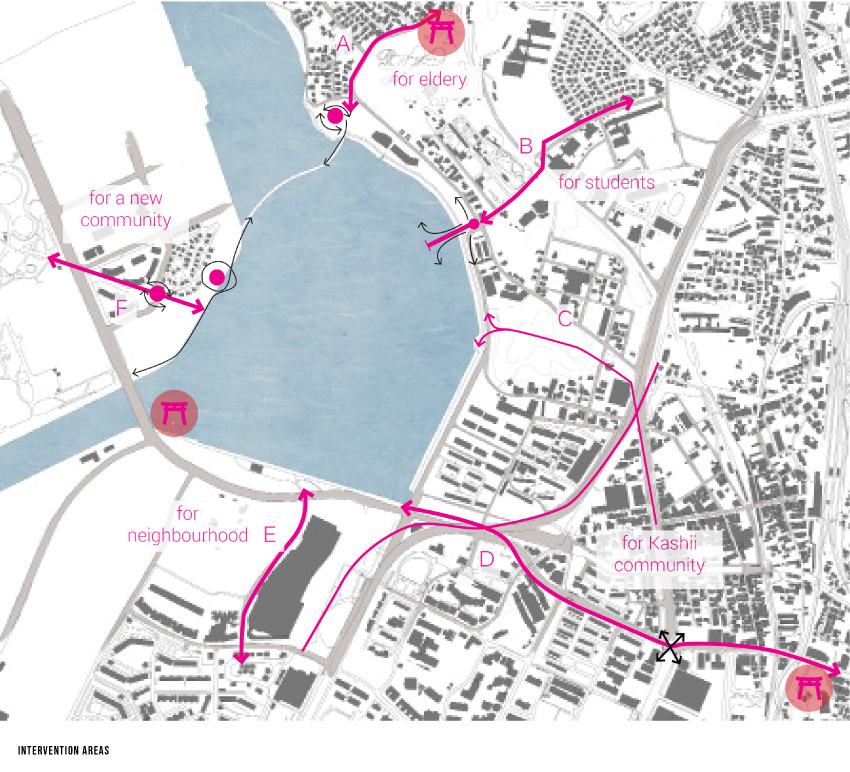 A
for eldery
B
for students
for a new
community
F
C
for
neighbourhood
E
D
for Kashii
community
INTERVENTION AREAS